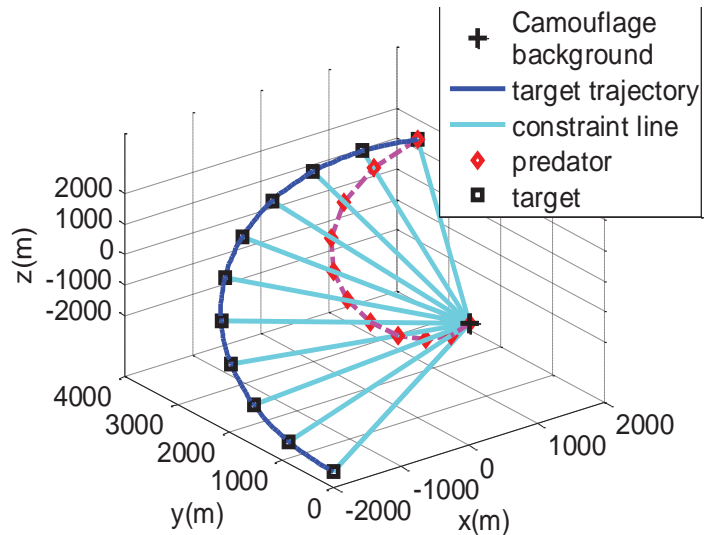 Camouflage
background
target trajectory
constraint line
predator
target
2000
1000
0
-1000
-2000
z(m)
4000
3000
2000
1000
0
y(m)
-2000
-1000
0
1000
2000
x(m)